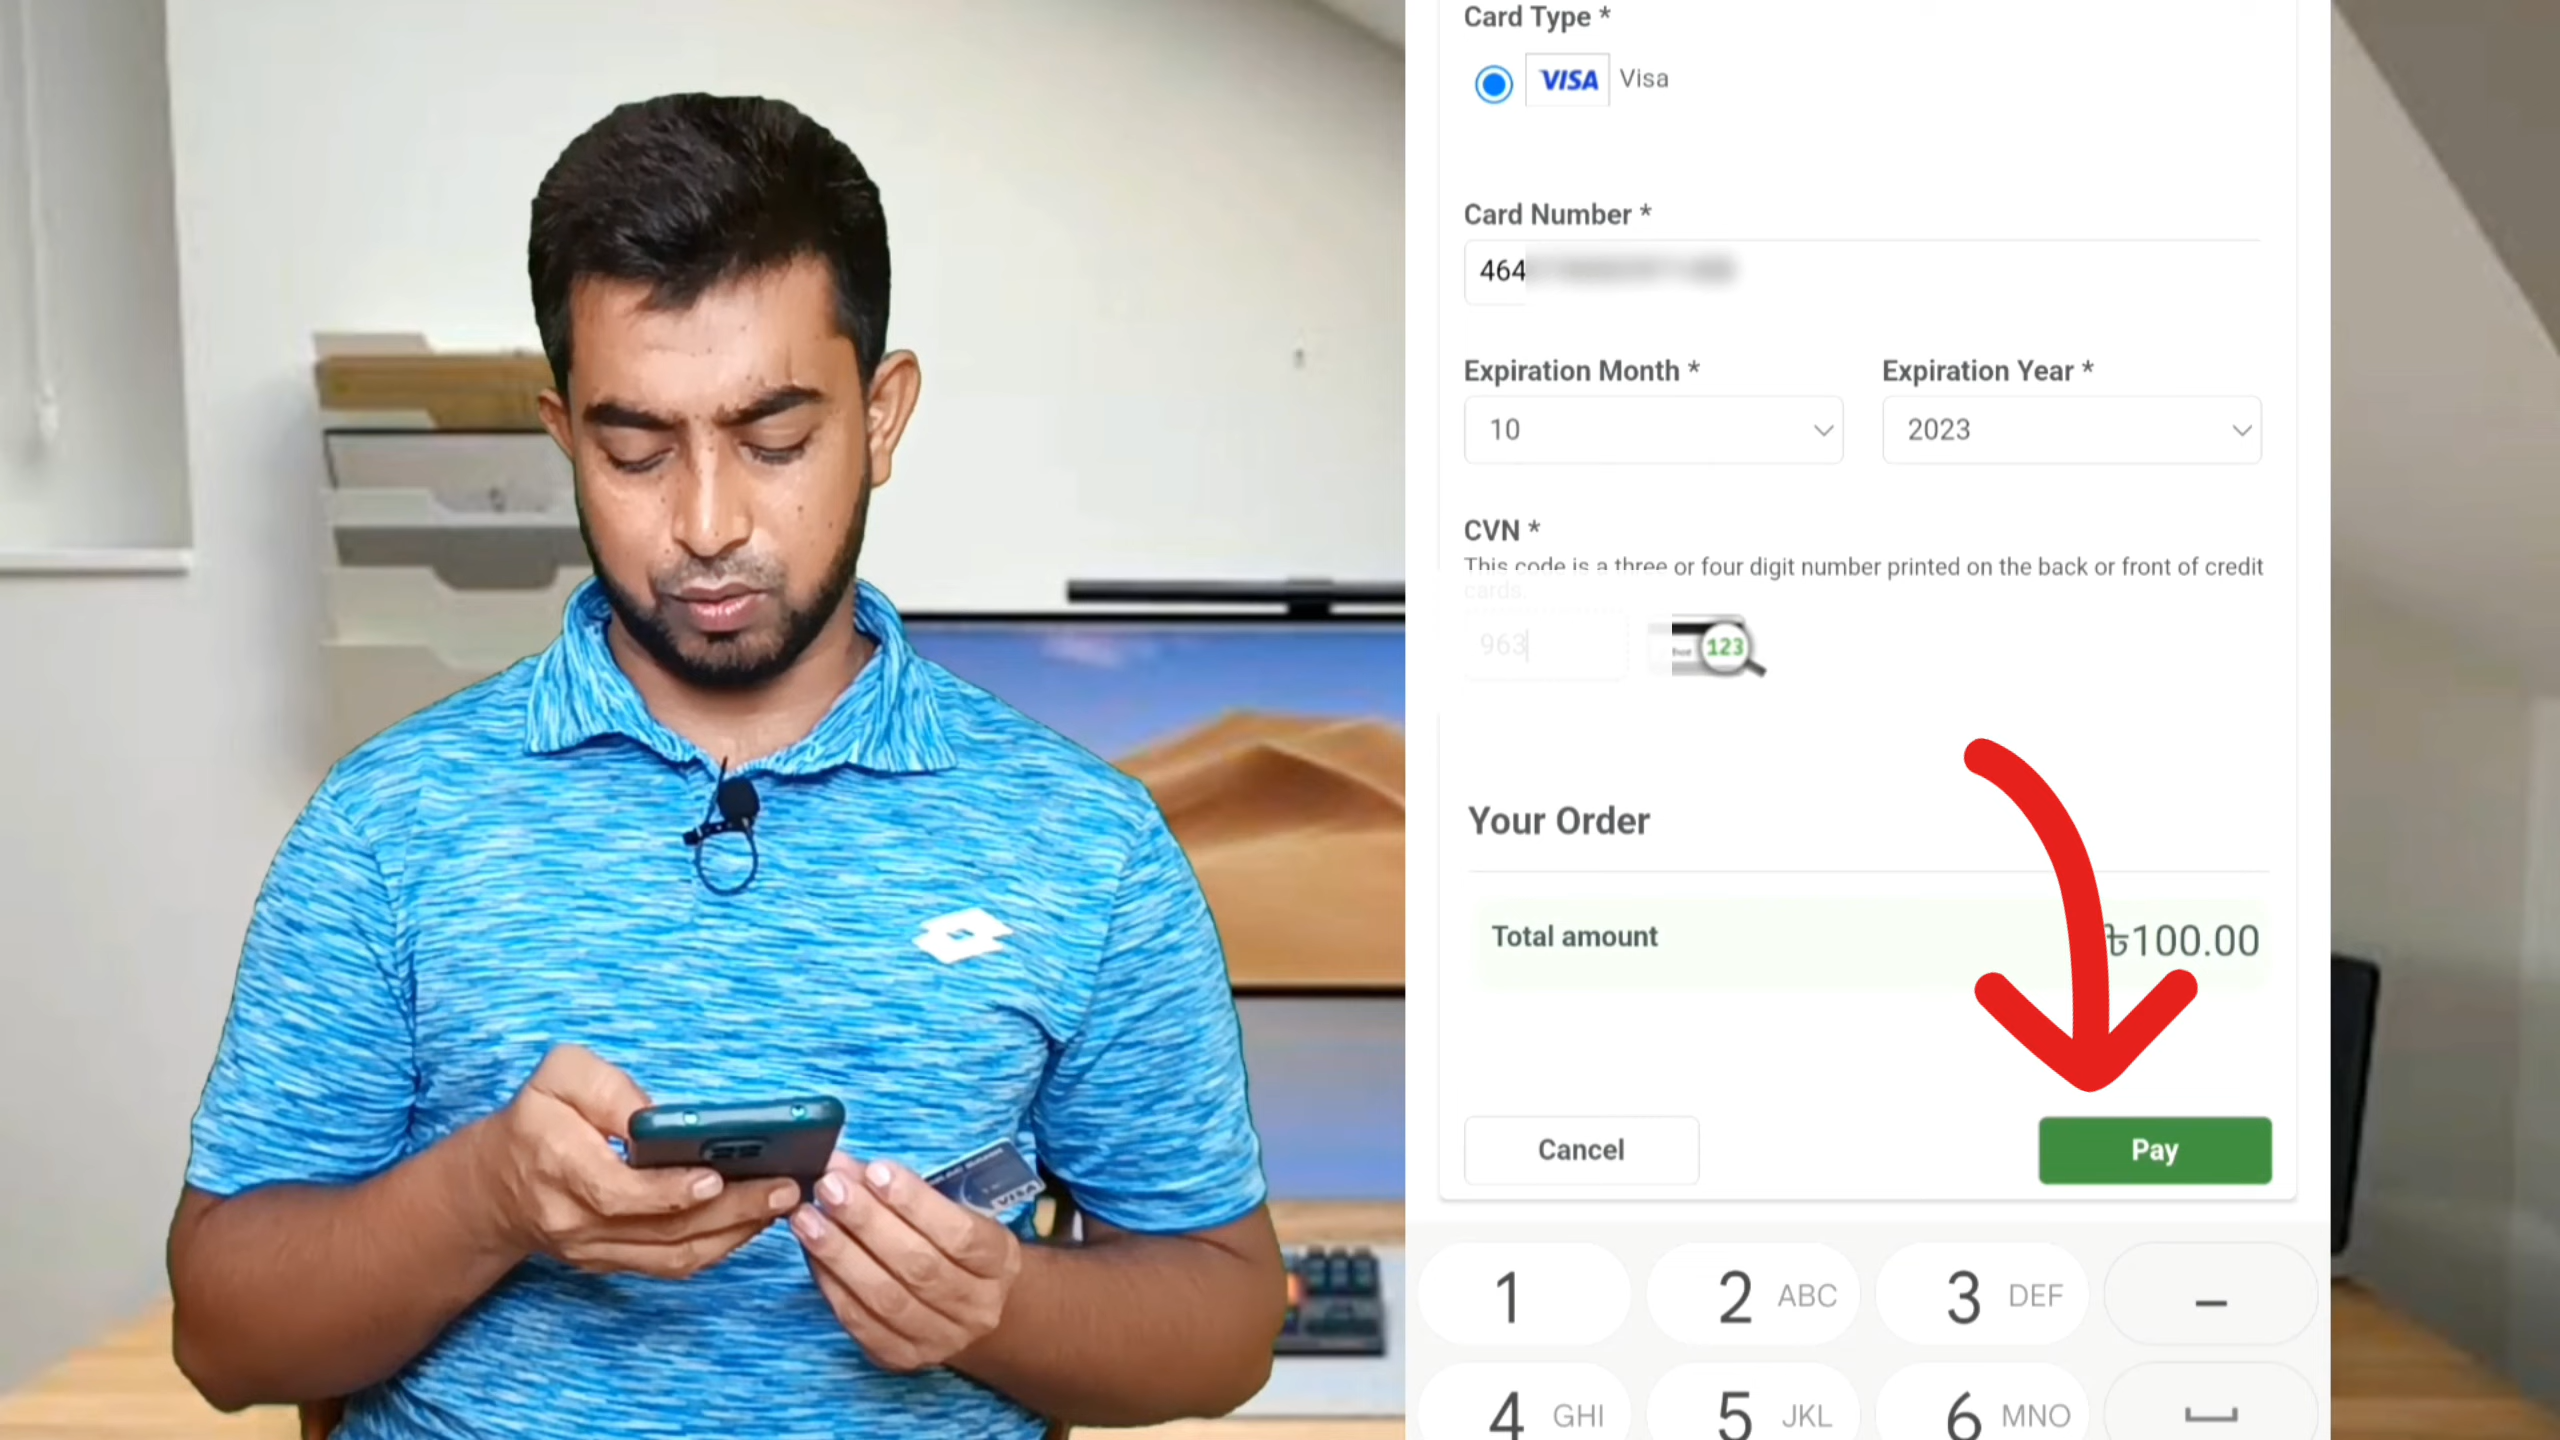 Card Type *
VISA Visa
Card Number *
464
Expiration Month * Expiration Year *
10 2023
CVN *
This code is a three or four digit number printed on the back or front of credit
cards.
963
123
Your Order
Total amount ৳100.00
Cancel Pay
1 2 ABC 3 DEF –
4 GHI 5 JKL 6 MNO
VISA